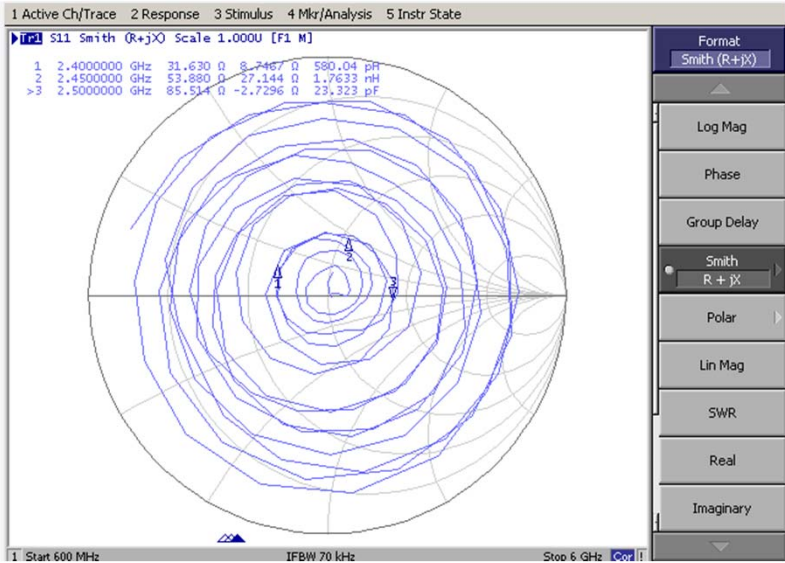 1 Active Ch/Trace 2 Response 3 Stimulus 4 Mkr/Analysis 5 Instr State
Tr1 S11 Smith (R+jX) Scale 1.000U [F1 M]
1 2.4000000 GHz 31.630 Ω 8.7467 Ω 580.04 pH
2 2.4500000 GHz 53.880 Ω 27.144 Ω 1.7633 nH
>3 2.5000000 GHz 85.514 Ω -2.7296 Ω 23.323 pF
1
2
3
1 Start 600 MHz IFBW 70 kHz Stop 6 GHz Cor !
Format
Smith (R+jX)
Log Mag
Phase
Group Delay
Smith
R + jX
Polar
Lin Mag
SWR
Real
Imaginary